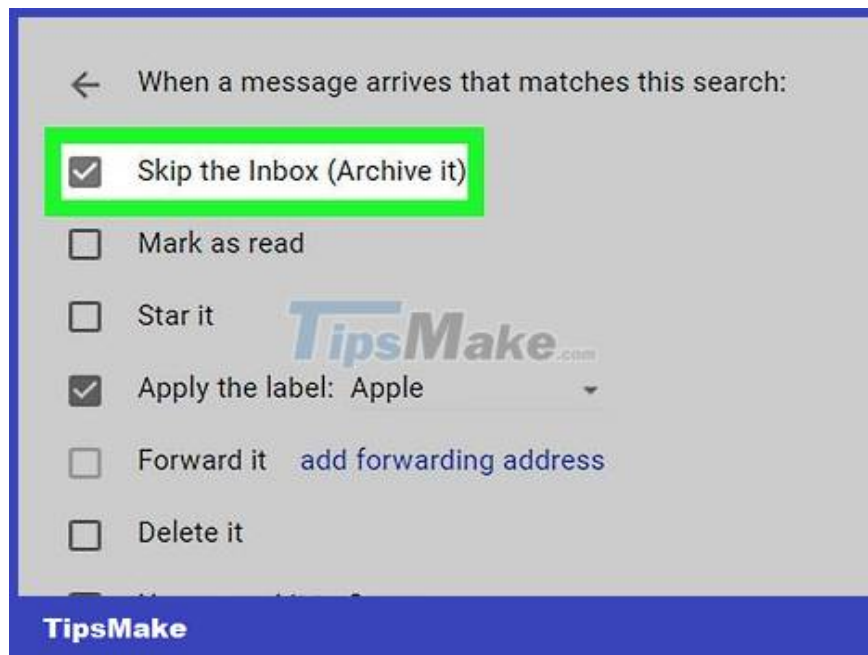 When a message arrives that matches this search:
Skip the Inbox (Archive it)
Mark as read
Star it
TipsMake.com
Apply the label: Apple
Forward it add forwarding address
Delete it
TipsMake